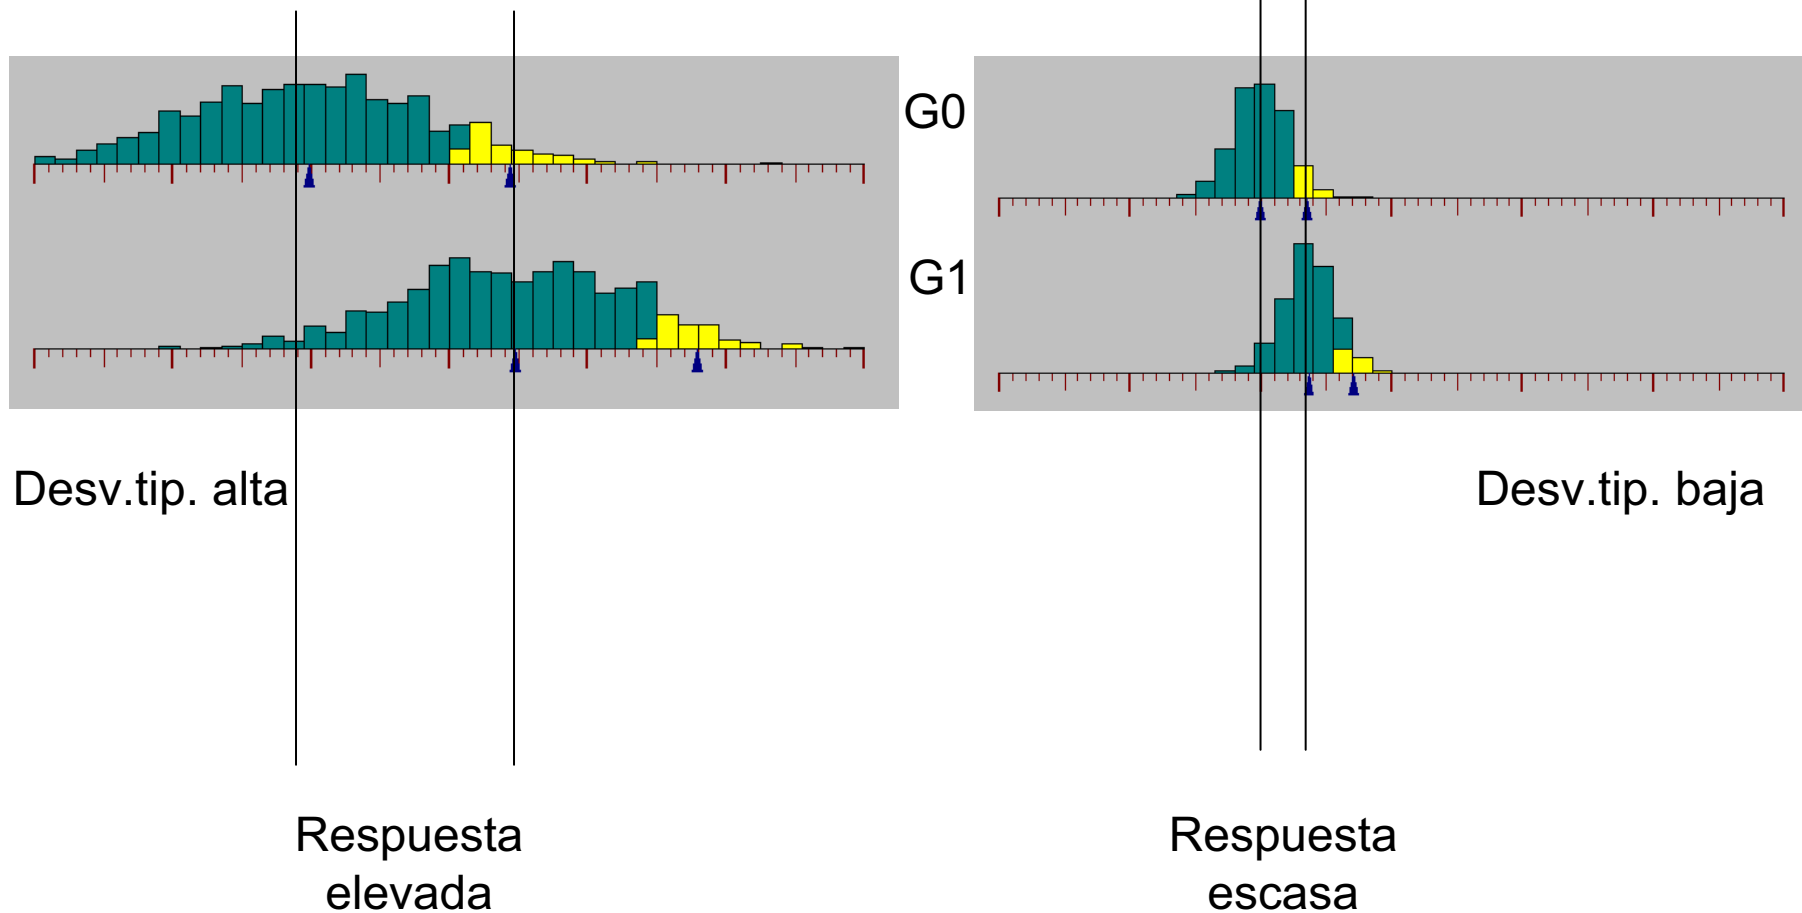 G0
G1
Desv.tip. alta
Desv.tip. baja
Respuesta
elevada
Respuesta
escasa